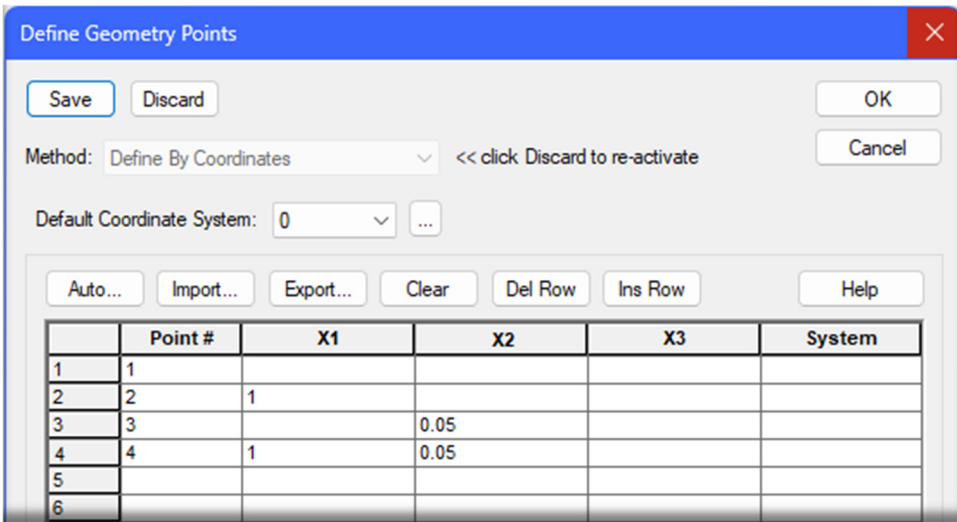 Define Geometry Points
Save Discard OK
Method: Define By Coordinates << click Discard to re-activate Cancel
Default Coordinate System: 0 ...
Auto... Import... Export... Clear Del Row Ins Row Help
Point # X1 X2 X3 System
1 1
2 2 1
3 3 0.05
4 4 1 0.05
5
6